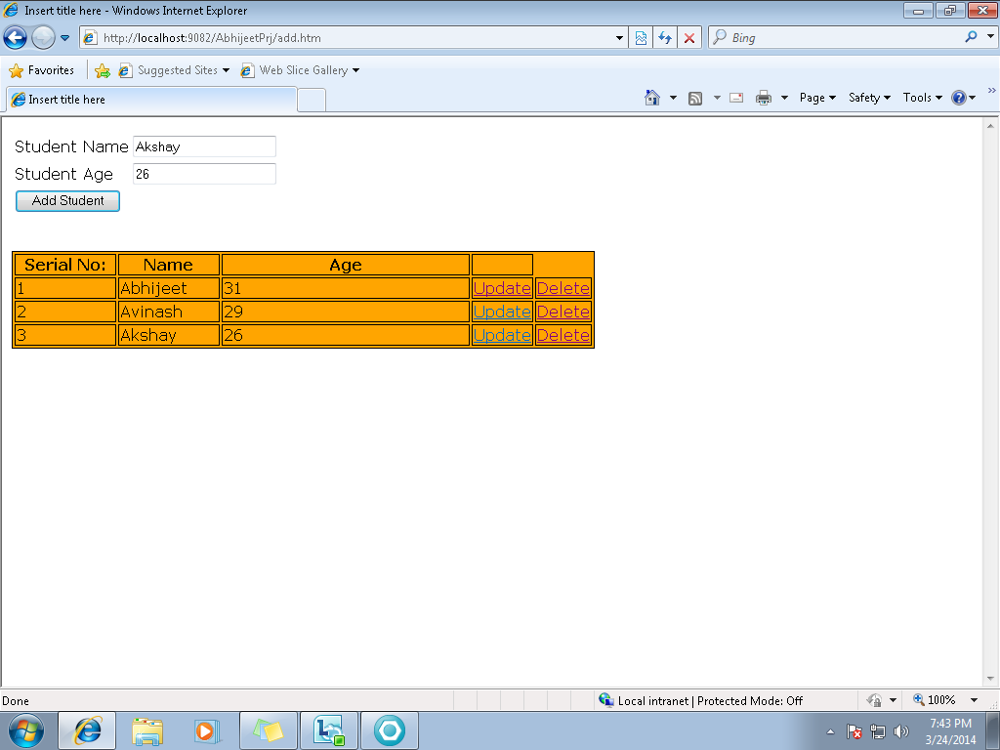 Insert title here - Windows Internet Explorer
http://localhost:9082/AbhijeetPrj/add.htm
Bing
Favorites Suggested Sites Web Slice Gallery
Insert title here
Page Safety Tools
Student Name Akshay
Student Age 26
Add Student
Serial No: Name Age
1 Abhijeet 31 Update Delete
2 Avinash 29 Update Delete
3 Akshay 26 Update Delete
Done Local intranet | Protected Mode: Off 100%
7:43 PM
3/24/2014